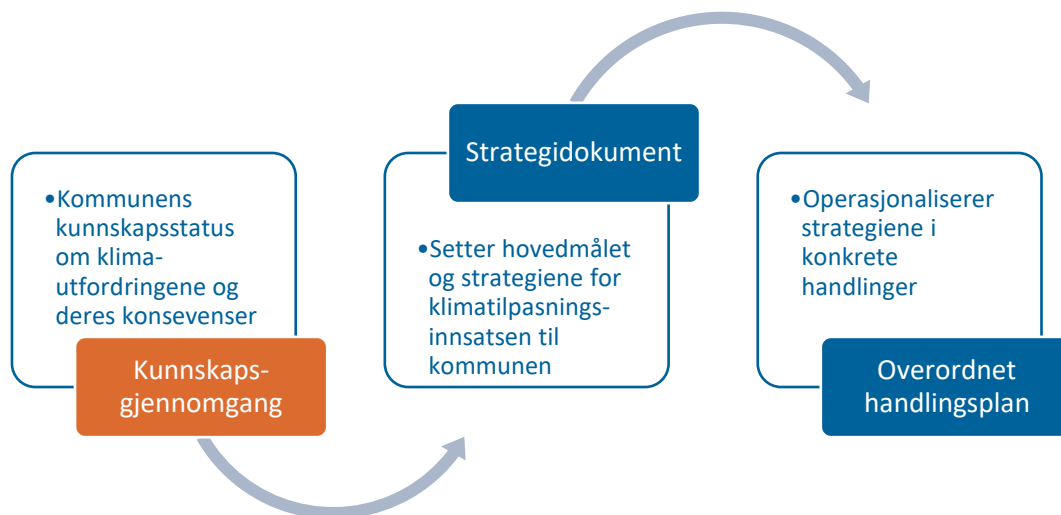 •Kommunens
kunnskapsstatus
om klima-
utfordringene og
deres konsevenser
Kunnskaps-
gjennomgang
Strategidokument
•Setter hovedmålet
og strategiene for
klimatilpasnings-
innsatsen til
kommunen
•Operasjonaliserer
strategiene i
konkrete
handlinger
Overordnet
handlingsplan